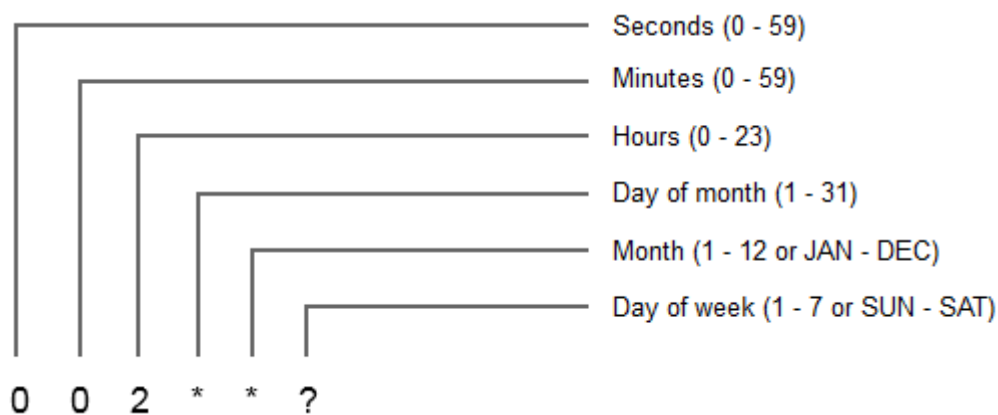 Seconds (0 - 59)
Minutes (0 - 59)
Hours (0 - 23)
Day of month (1 - 31)
Month (1 - 12 or JAN - DEC)
Day of week (1 - 7 or SUN - SAT)
0 0 2 * * ?